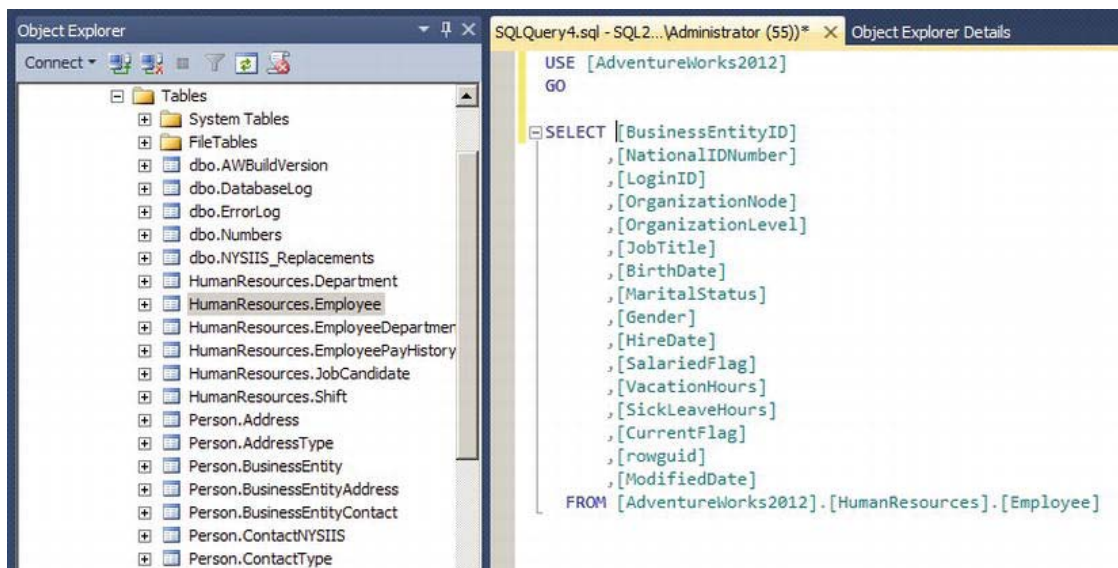 Object Explorer
Connect
Tables
System Tables
FileTables
dbo.AWBuildVersion
dbo.DatabaseLog
dbo.ErrorLog
dbo.Numbers
dbo.NYSIIS_Replacements
HumanResources.Department
HumanResources.Employee
HumanResources.EmployeeDepartmen
HumanResources.EmployeePayHistory
HumanResources.JobCandidate
HumanResources.Shift
Person.Address
Person.AddressType
Person.BusinessEntity
Person.BusinessEntityAddress
Person.BusinessEntityContact
Person.ContactNYSIIS
Person.ContactType
SQLQuery4.sql - SQL2...\Administrator (55))* Object Explorer Details
USE [AdventureWorks2012]
GO
SELECT [BusinessEntityID]
,[NationalIDNumber]
,[LoginID]
,[OrganizationNode]
,[OrganizationLevel]
,[JobTitle]
,[BirthDate]
,[MaritalStatus]
,[Gender]
,[HireDate]
,[SalariedFlag]
,[VacationHours]
,[SickLeaveHours]
,[CurrentFlag]
,[rowguid]
,[ModifiedDate]
FROM [AdventureWorks2012].[HumanResources].[Employee]